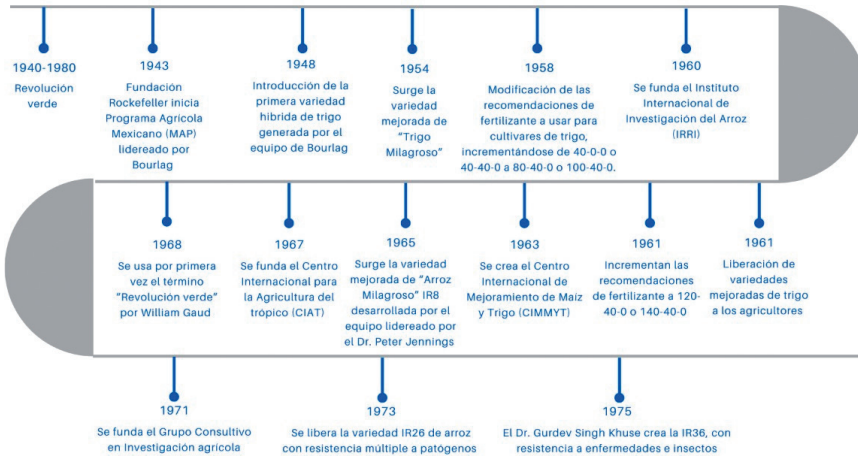 1940-1980
Revolución
verde
1943
Fundación
Rockefeller inicia
Programa Agrícola
Mexicano (MAP)
lidereado por
Bourlag
1948
Introducción de la
primera variedad
hibrida de trigo
generada por el
equipo de Bourlag
1954
Surge la
variedad
mejorada de
"Trigo
Milagroso"
1958
Modificación de las
recomendaciones de
fertilizante a usar para
cultivares de trigo,
incrementándose de 40-0-0 o
40-40-0 a 80-40-0 o 100-40-0.
1960
Se funda el Instituto
Internacional de
Investigación del Arroz
(IRRI)
1968
Se usa por primera
vez el término
"Revolución verde"
por William Gaud
1967
Se funda el Centro
Internacional para
la Agricultura del
trópico (CIAT)
1965
Surge la variedad
mejorada de "Arroz
Milagroso" IR8
desarrollada por el
equipo lidereado por
el Dr. Peter Jennings
1963
Se crea el Centro
Internacional de
Mejoramiento de Maíz
y Trigo (CIMMYT)
1961
Incrementan las
recomendaciones
de fertilizante a 120-
40-0 o 140-40-0
1961
Liberación de
variedades
mejoradas de trigo
a los agricultores
1971
Se funda el Grupo Consultivo
en Investigación agrícola
1973
Se libera la variedad IR26 de arroz
con resistencia múltiple a patógenos
1975
El Dr. Gurdev Singh Khuse crea la IR36, con
resistencia a enfermedades e insectos